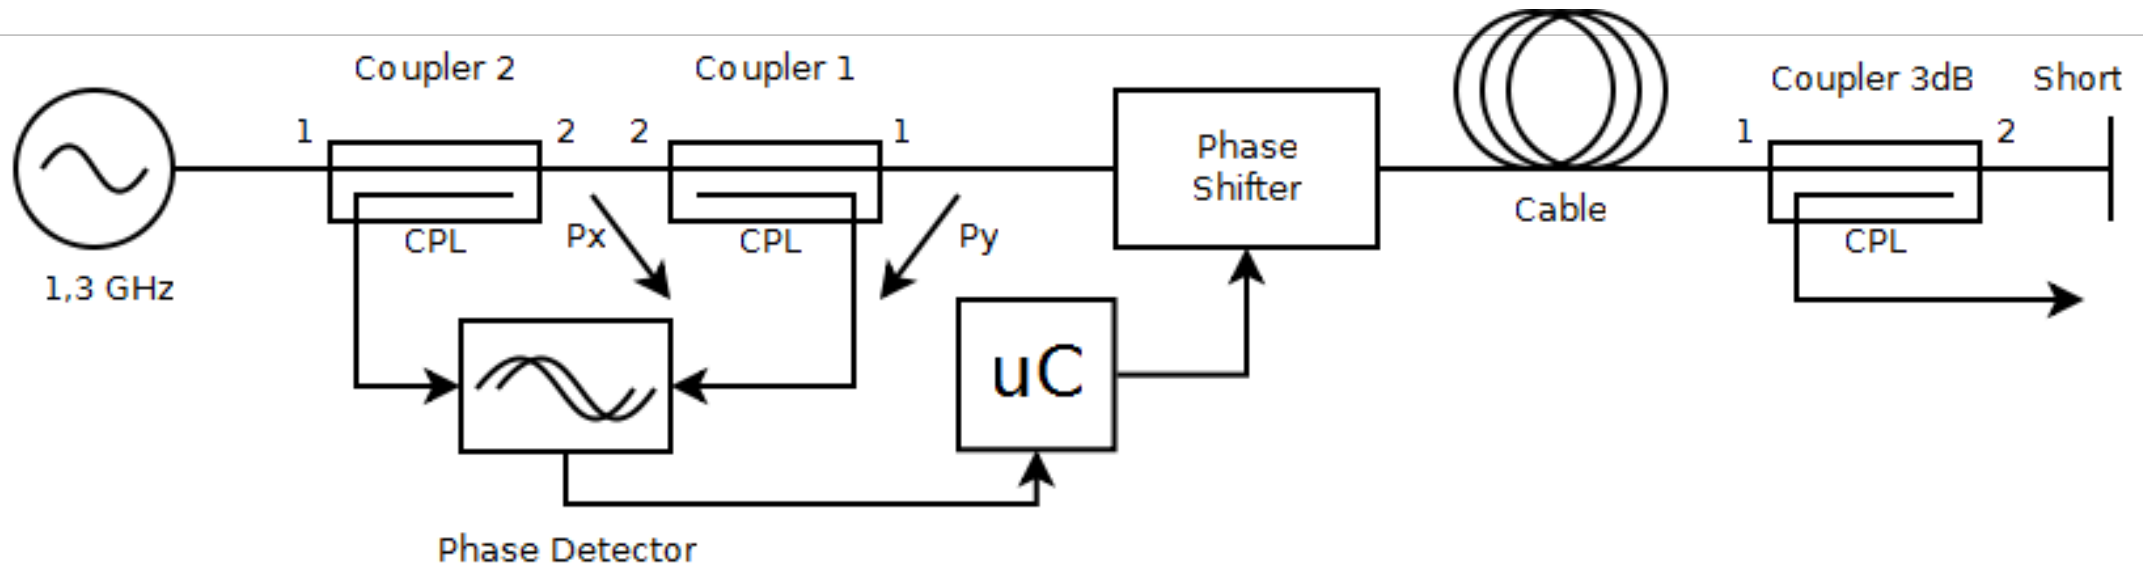 Coupler 2
Coupler 1
Coupler 3dB
Short
1
2
2
1
1
2
Phase
Shifter
Cable
CPL
Px
CPL
Py
CPL
1,3 GHz
uC
Phase Detector